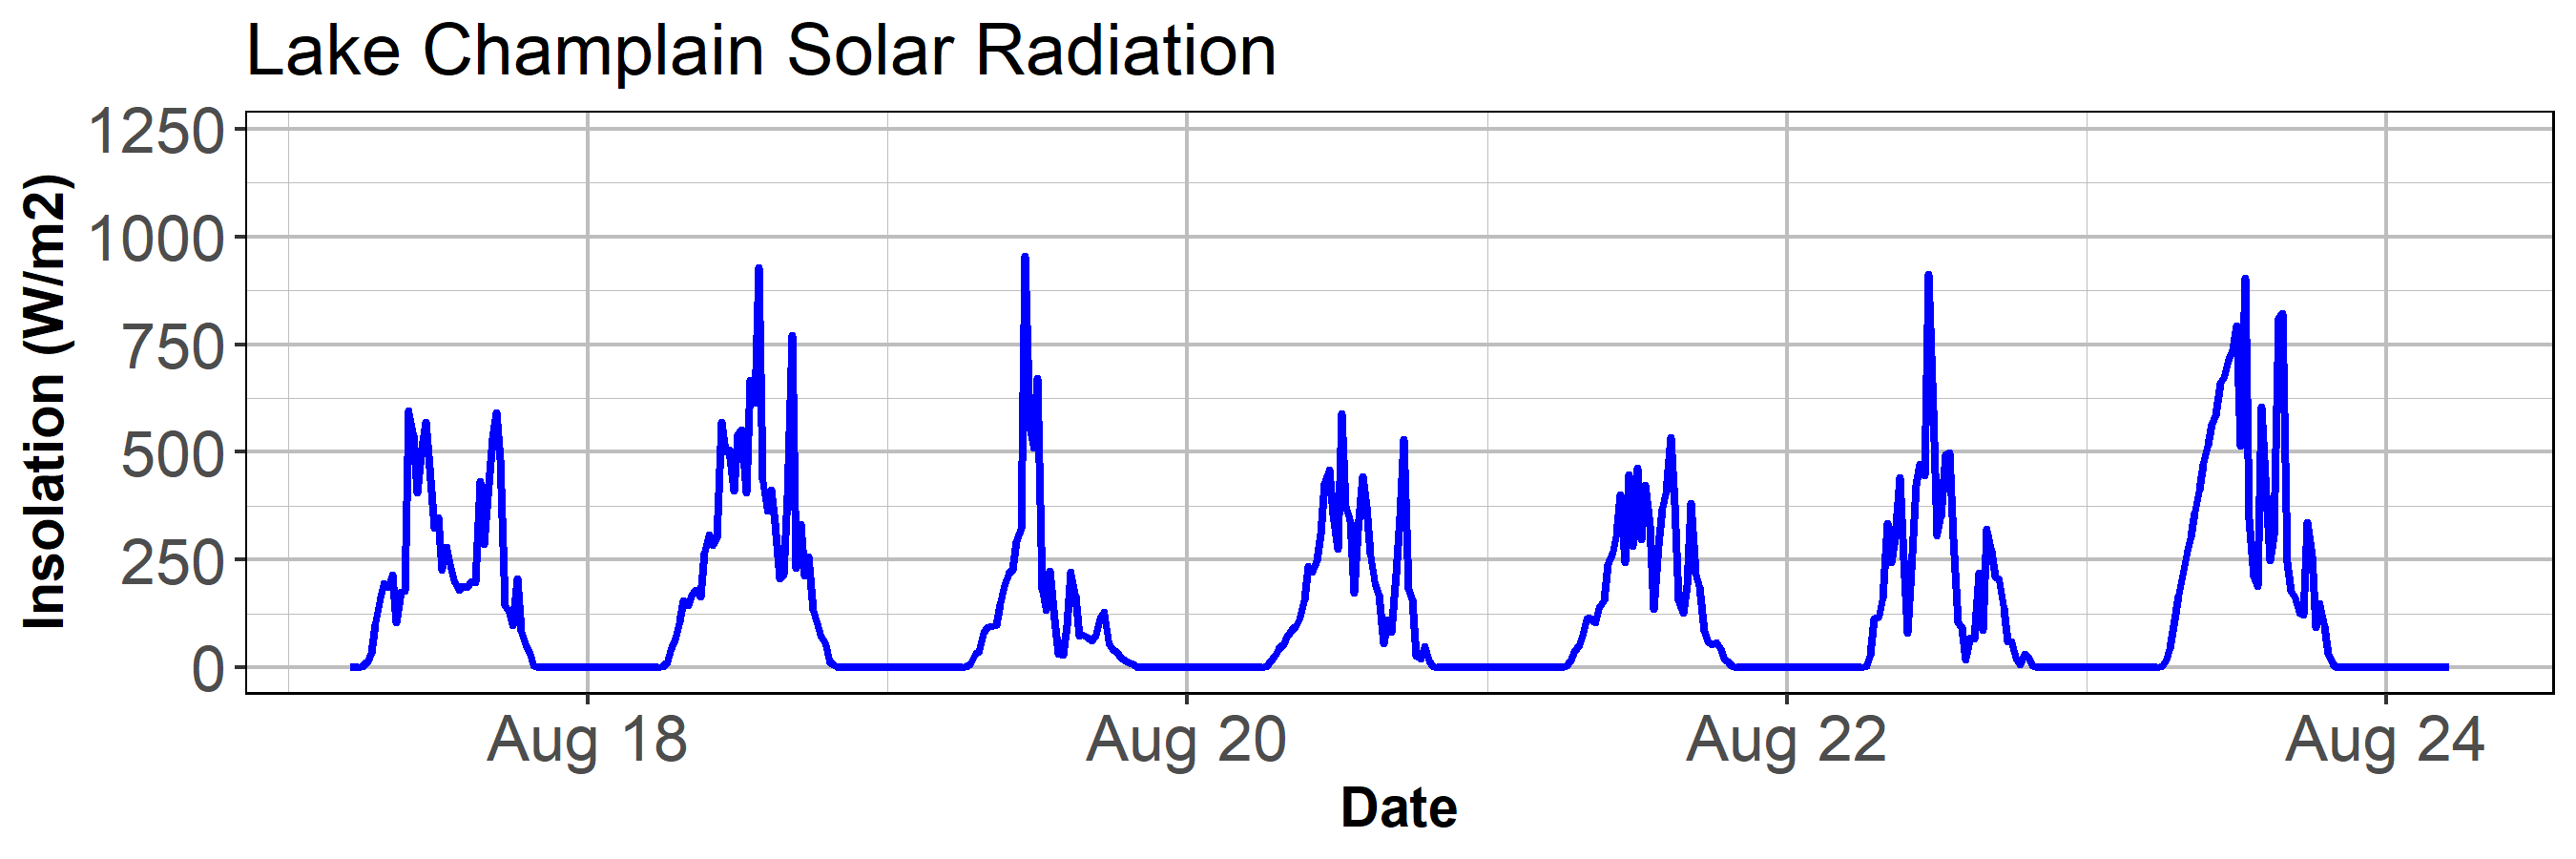 Lake Champlain Solar Radiation
Insolation (W/m2)
1250
1000
750
500
250
0
Aug 18 Aug 20 Aug 22 Aug 24
Date